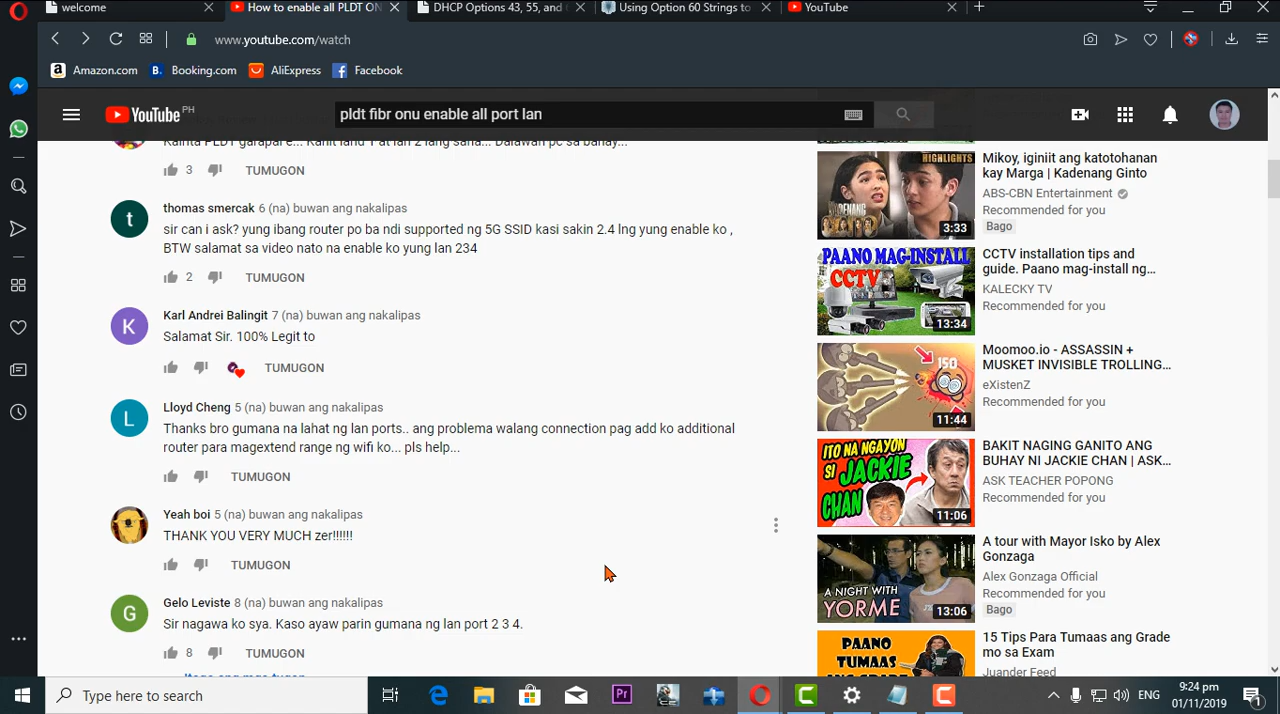 welcome
How to enable all PLDT ON
DHCP Options 43, 55, and
Using Option 60 Strings to
YouTube
www.youtube.com/watch
Amazon.com
B. Booking.com
AliExpress
Facebook
YouTube PH
pldt fibr onu enable all port lan
3 TUMUGON
thomas smercak 6 (na) buwan ang nakalipas
sir can i ask? yung ibang router po ba ndi supported ng 5G SSID kasi sakin 2.4 lng yung enable ko ,
BTW salamat sa video nato na enable ko yung lan 234
2 TUMUGON
Karl Andrei Balingit 7 (na) buwan ang nakalipas
Salamat Sir. 100% Legit to
TUMUGON
Lloyd Cheng 5 (na) buwan ang nakalipas
Thanks bro gumana na lahat ng lan ports.. ang problema walang connection pag add ko additional
router para magextend range ng wifi ko... pls help...
TUMUGON
Yeah boi 5 (na) buwan ang nakalipas
THANK YOU VERY MUCH zer!!!!!!
TUMUGON
Gelo Leviste 8 (na) buwan ang nakalipas
Sir nagawa ko sya. Kaso ayaw parin gumana ng lan port 2 3 4.
8 TUMUGON
t
K
L
G
HIGHLIGHTS
3:33
Mikoy, iginiit ang katotohanan
kay Marga | Kadenang Ginto
ABS-CBN Entertainment
Recommended for you
Bago
PAANO MAG-INSTALL
CCTV
13:34
CCTV installation tips and
guide. Paano mag-install ng...
KALECKY TV
Recommended for you
150
11:44
Moomoo.io - ASSASSIN +
MUSKET INVISIBLE TROLLING...
eXistenZ
Recommended for you
ITO NA NGAYON
SI JACKIE
CHAN
11:06
BAKIT NAGING GANITO ANG
BUHAY NI JACKIE CHAN | ASK...
ASK TEACHER POPONG
Recommended for you
A NIGHT WITH
YORME
13:06
A tour with Mayor Isko by Alex
Gonzaga
Alex Gonzaga Official
Recommended for you
Bago
PAANO
TUMAAS
15 Tips Para Tumaas ang Grade
mo sa Exam
Juander Feed
Type here to search
Pr
ENG
9:24 pm
01/11/2019
1